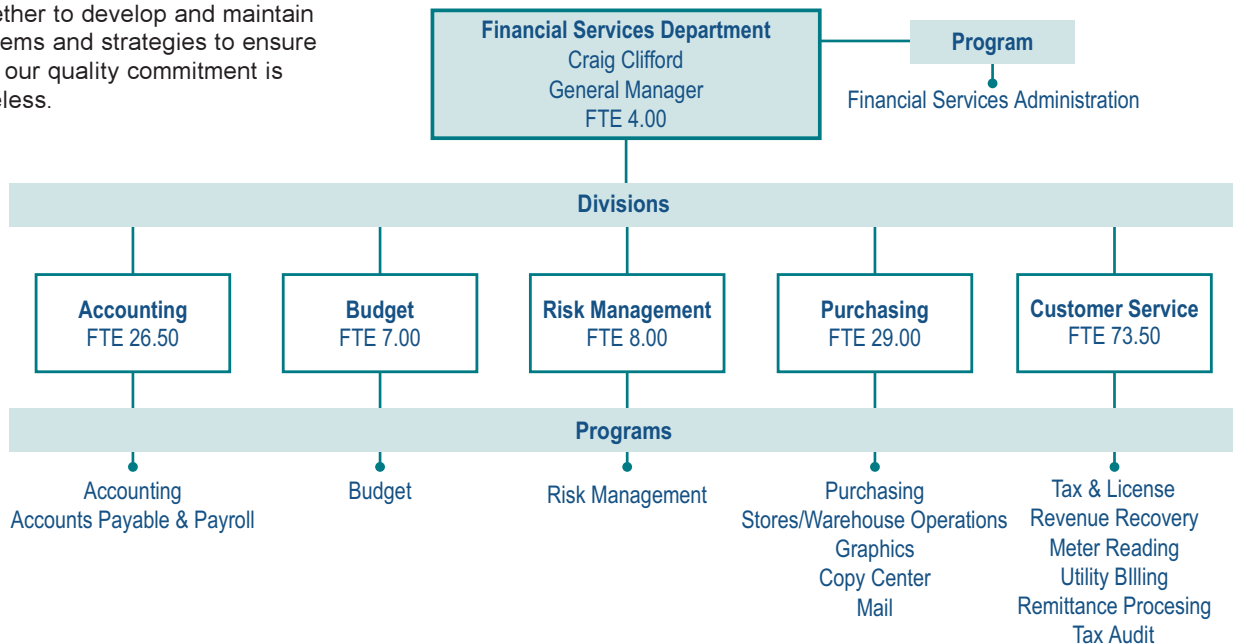 ether to develop and maintain
ems and strategies to ensure
our quality commitment is
eless.
Financial Services Department
Craig Clifford
General Manager
FTE 4.00
Program
Financial Services Administration
Divisions
Accounting
FTE 26.50
Budget
FTE 7.00
Risk Management
FTE 8.00
Purchasing
FTE 29.00
Customer Service
FTE 73.50
Programs
Accounting
Accounts Payable & Payroll
Budget
Risk Management
Purchasing
Stores/Warehouse Operations
Graphics
Copy Center
Mail
Tax & License
Revenue Recovery
Meter Reading
Utility BIlling
Remittance Procesing
Tax Audit